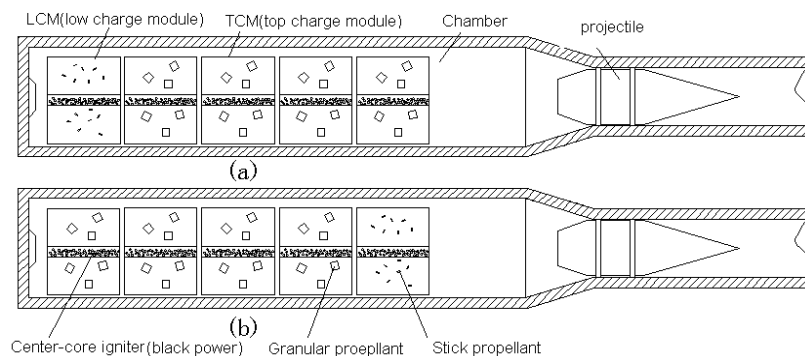 LCM(low charge module)
TCM(top charge module)
Chamber
projectile
(a)
(b)
Center-core igniter(black power)
Granular proepllant
Stick propellant